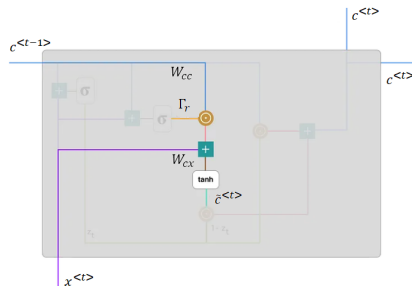 c<t>
c<t-1>
W_cc
c<t>
σ
Γ_r
σ
W_cx
tanh
c̃<t>
x<t>